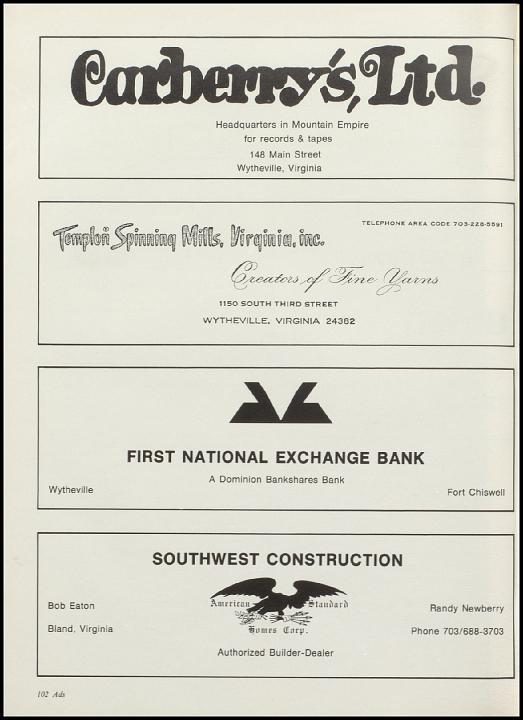 Carberry's, Ltd.
Headquarters in Mountain Empire
for records & tapes
148 Main Street
Wytheville, Virginia
Templon Spinning Mills, Virginia, inc.
TELEPHONE AREA CODE 703-228-5591
Creators of Fine Yarns
1150 SOUTH THIRD STREET
WYTHEVILLE, VIRGINIA 24382
FIRST NATIONAL EXCHANGE BANK
A Dominion Bankshares Bank
Wytheville
Fort Chiswell
SOUTHWEST CONSTRUCTION
American Standard
Homes Corp.
Bob Eaton
Randy Newberry
Bland, Virginia
Phone 703/688-3703
Authorized Builder-Dealer
102 Ads